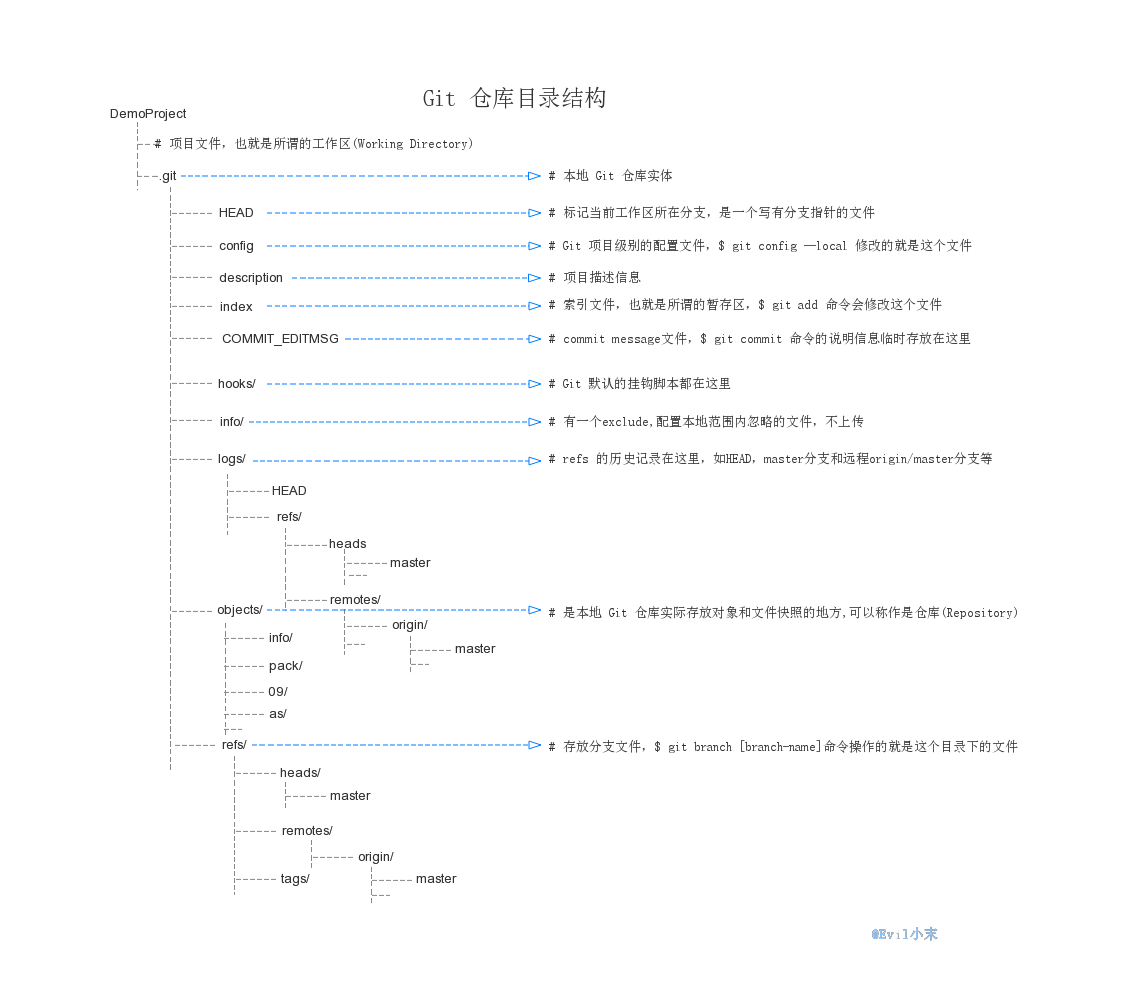 Git 仓库目录结构
DemoProject
# 项目文件，也就是所谓的工作区(Working Directory)
.git # 本地 Git 仓库实体
HEAD # 标记当前工作区所在分支，是一个写有分支指针的文件
config # Git 项目级别的配置文件，$ git config —local 修改的就是这个文件
description # 项目描述信息
index # 索引文件，也就是所谓的暂存区，$ git add 命令会修改这个文件
COMMIT_EDITMSG # commit message文件，$ git commit 命令的说明信息临时存放在这里
hooks/ # Git 默认的挂钩脚本都在这里
info/ # 有一个exclude,配置本地范围内忽略的文件，不上传
logs/ # refs 的历史记录在这里，如HEAD，master分支和远程origin/master分支等
HEAD
refs/
heads
master
remotes/
objects/ # 是本地 Git 仓库实际存放对象和文件快照的地方,可以称作是仓库(Repository)
origin/
info/
master
pack/
09/
as/
refs/ # 存放分支文件，$ git branch [branch-name]命令操作的就是这个目录下的文件
heads/
master
remotes/
origin/
tags/
master
@Evil小末